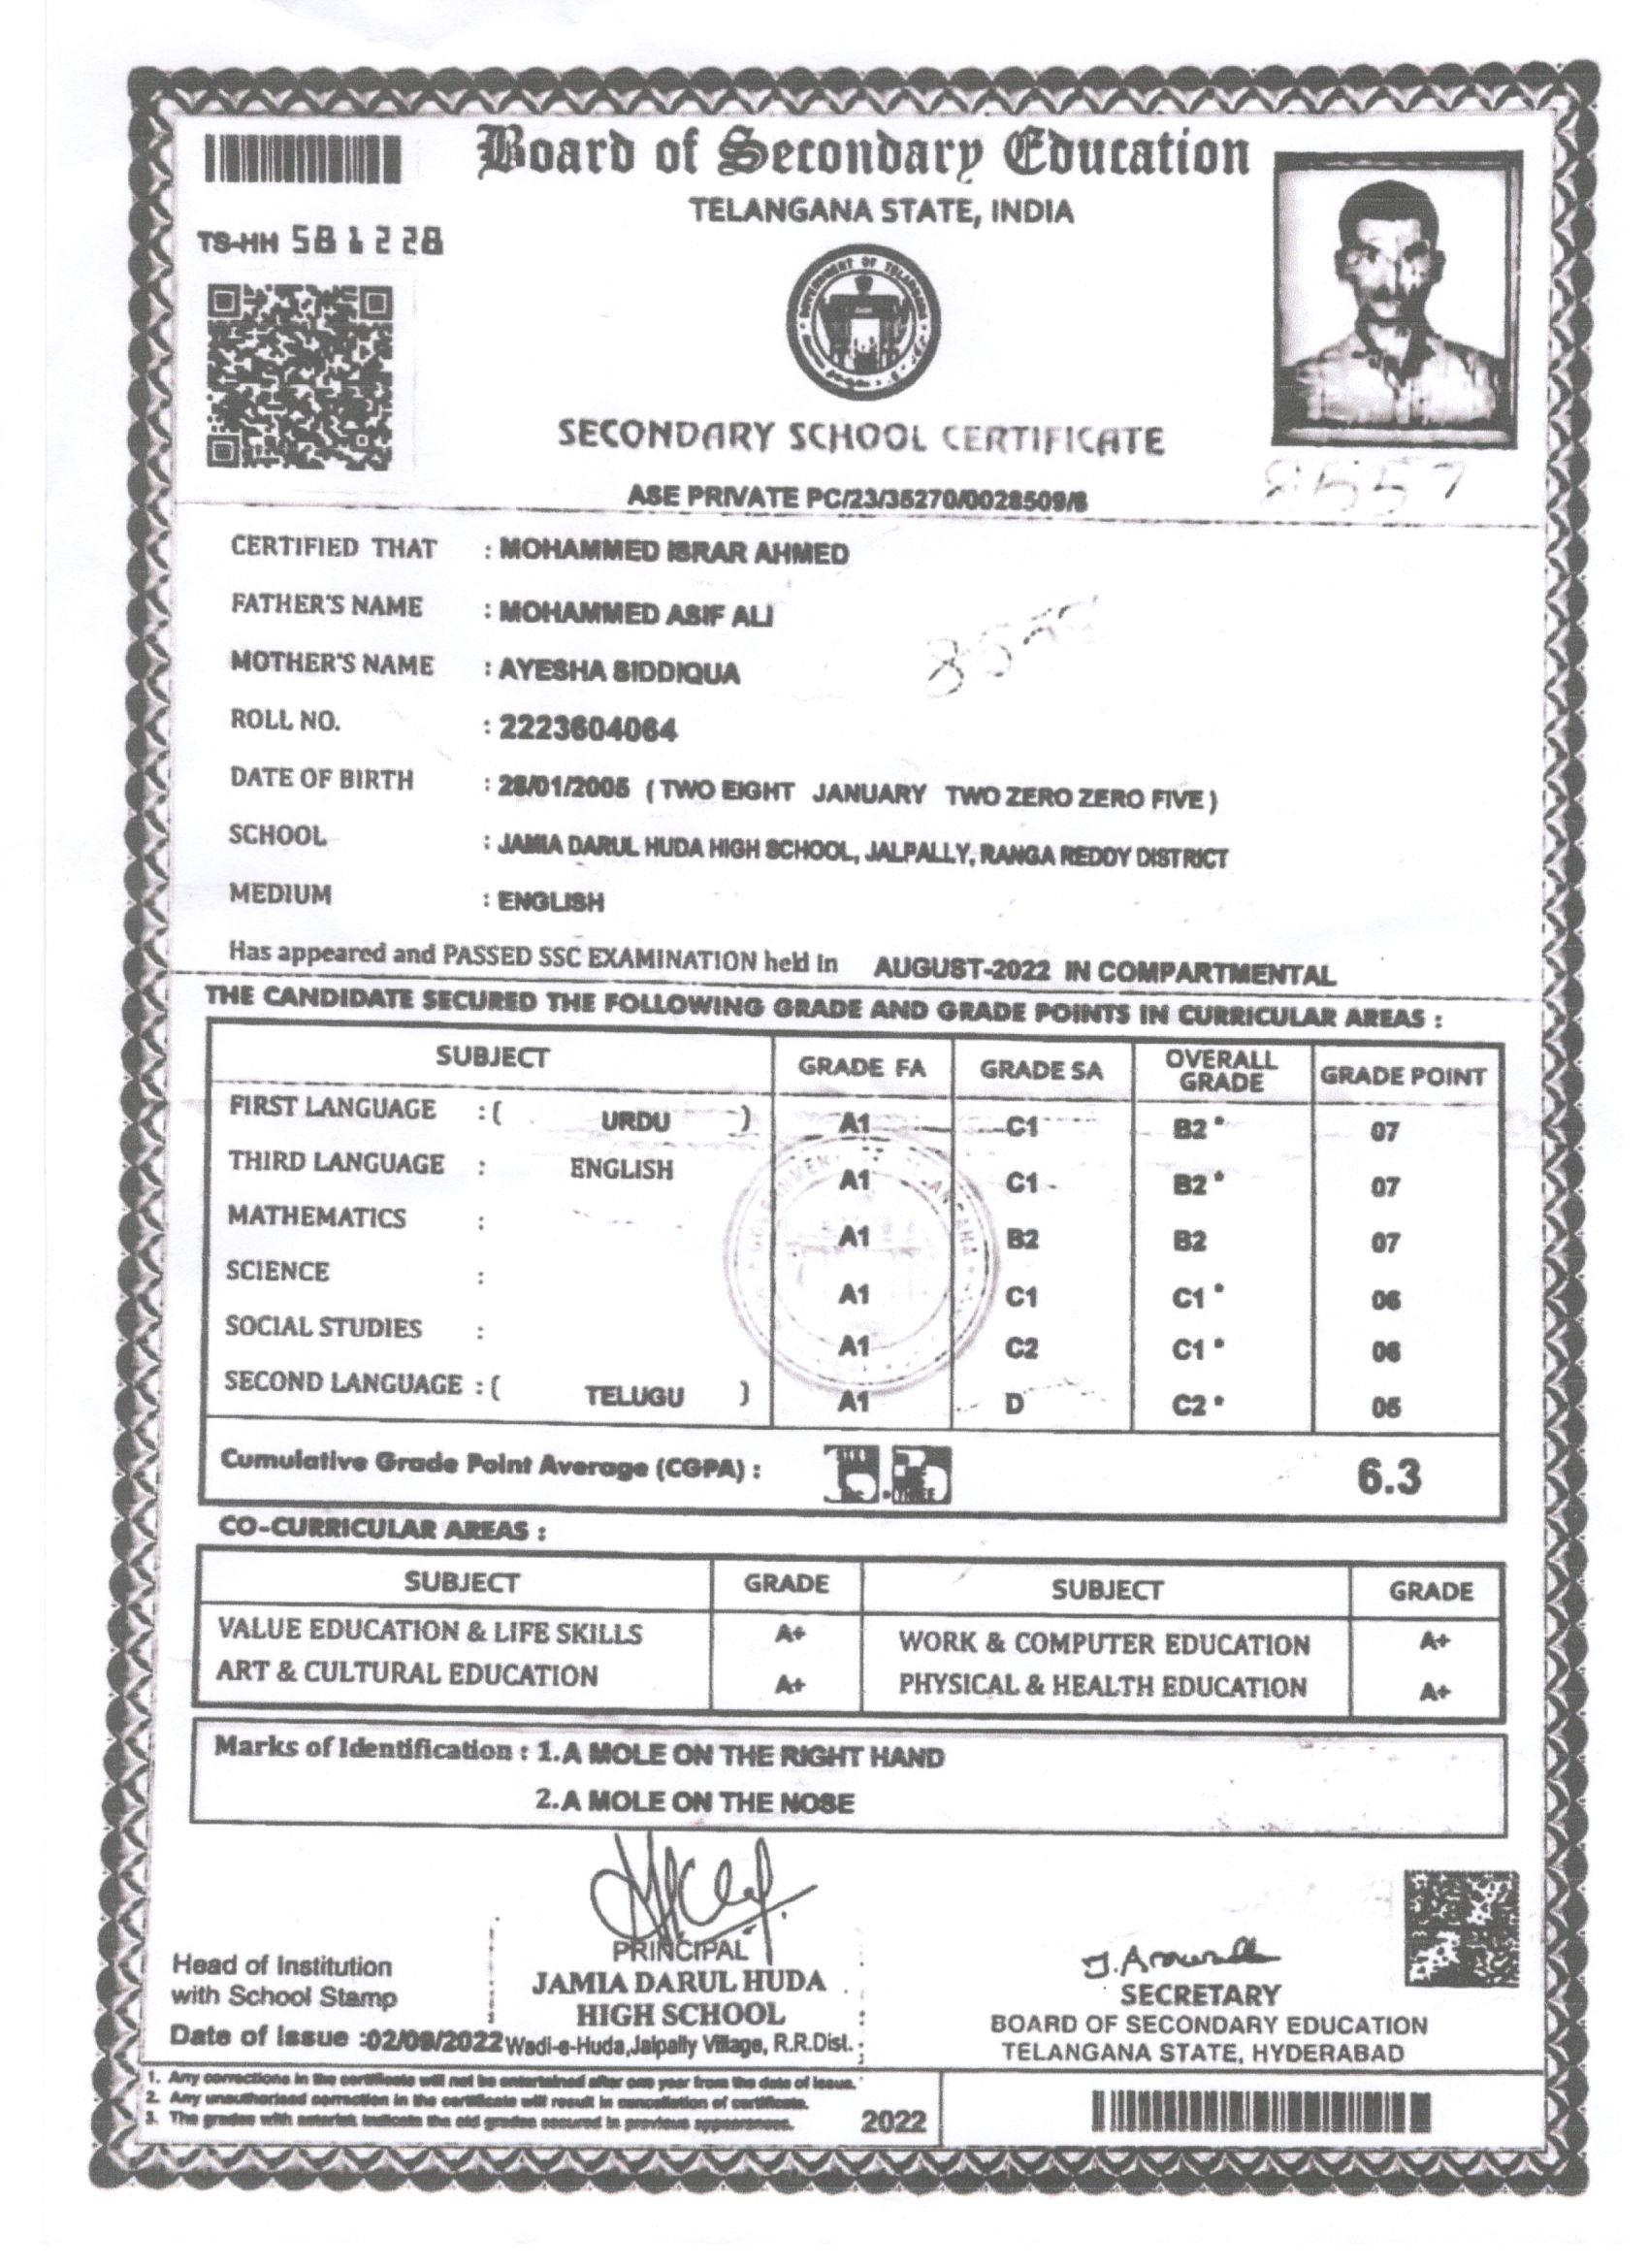 Board of Secondary Education
TELANGANA STATE, INDIA
TS-HH 581228
GOVERNMENT OF TELANGANA
SECONDARY SCHOOL CERTIFICATE
8557
ASE PRIVATE PC/23/35270/0028509/6
CERTIFIED THAT : MOHAMMED ISRAR AHMED
FATHER'S NAME : MOHAMMED ASIF ALI
MOTHER'S NAME : AYESHA SIDDIQUA
ROLL NO. : 2223604064
DATE OF BIRTH : 28/01/2005 ( TWO EIGHT JANUARY TWO ZERO ZERO FIVE )
SCHOOL : JAMIA DARUL HUDA HIGH SCHOOL, JALPALLY, RANGA REDDY DISTRICT
MEDIUM : ENGLISH
Has appeared and PASSED SSC EXAMINATION held in AUGUST-2022 IN COMPARTMENTAL
THE CANDIDATE SECURED THE FOLLOWING GRADE AND GRADE POINTS IN CURRICULAR AREAS :
SUBJECT GRADE FA GRADE SA OVERALL GRADE GRADE POINT
FIRST LANGUAGE : ( URDU ) A1 C1 B2 * 07
THIRD LANGUAGE : ENGLISH A1 C1 B2 * 07
MATHEMATICS : A1 B2 B2 07
SCIENCE : A1 C1 C1 * 06
SOCIAL STUDIES : A1 C2 C1 * 06
SECOND LANGUAGE : ( TELUGU ) A1 D C2 * 05
Cumulative Grade Point Average (CGPA) : 6.3
CO-CURRICULAR AREAS :
SUBJECT GRADE SUBJECT GRADE
VALUE EDUCATION & LIFE SKILLS A+ WORK & COMPUTER EDUCATION A+
ART & CULTURAL EDUCATION A+ PHYSICAL & HEALTH EDUCATION A+
Marks of Identification : 1.A MOLE ON THE RIGHT HAND
2.A MOLE ON THE NOSE
Head of Institution
with School Stamp
PRINCIPAL
JAMIA DARUL HUDA
HIGH SCHOOL
Wadi-e-Huda,Jalpally Village, R.R.Dist.
Date of Issue :02/09/2022
SECRETARY
BOARD OF SECONDARY EDUCATION
TELANGANA STATE, HYDERABAD
1. Any corrections in the certificate will not be entertained after one year from the date of issue.
2. Any unauthorised correction in the certificate will result in cancellation of certificate.
3. The grades with asterisk indicate the old grades secured in previous appearances.
2022